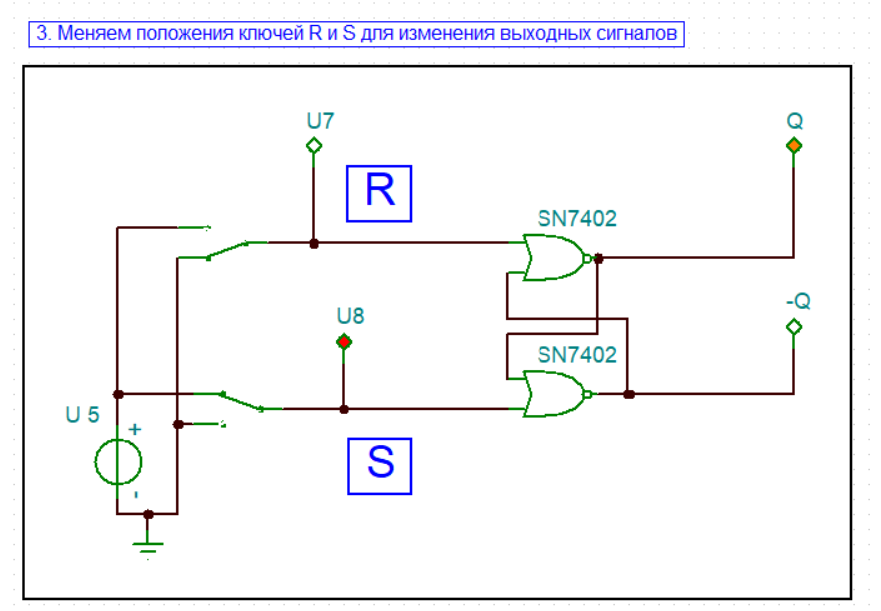 3. Меняем положения ключей R и S для изменения выходных сигналов
U7
Q
R
SN7402
U8
-Q
SN7402
U 5
+
-
S